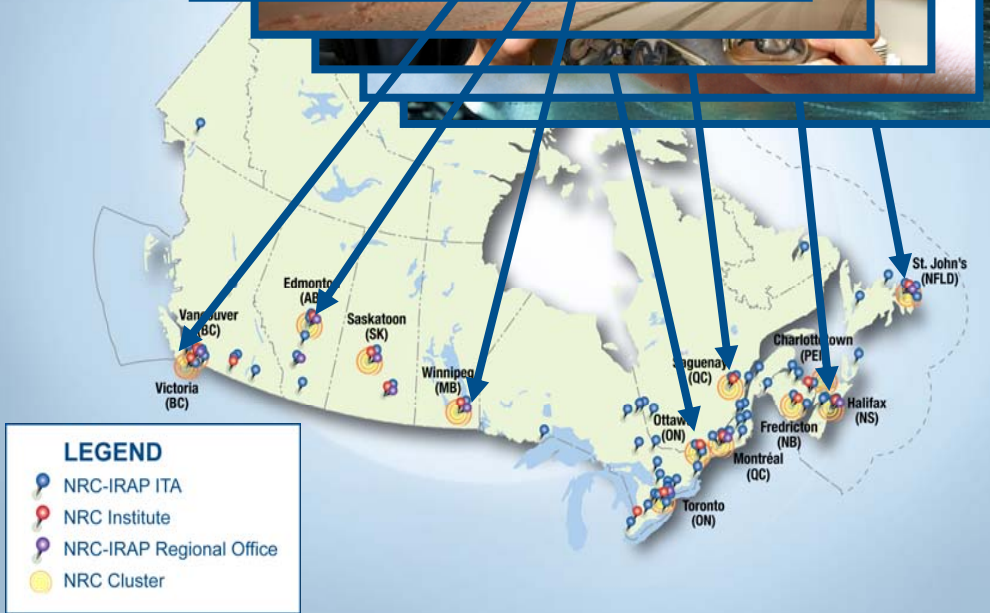 St. John's
(NFLD)
Edmonton
(AB)
Vancouver
(BC)
Saskatoon
(SK)
Charlottetown
(PEI)
Saguenay
(QC)
Winnipeg
(MB)
Victoria
(BC)
Halifax
(NS)
Ottawa
(ON)
Fredricton
(NB)
Montréal
(QC)
Toronto
(ON)
LEGEND
NRC-IRAP ITA
NRC Institute
NRC-IRAP Regional Office
NRC Cluster